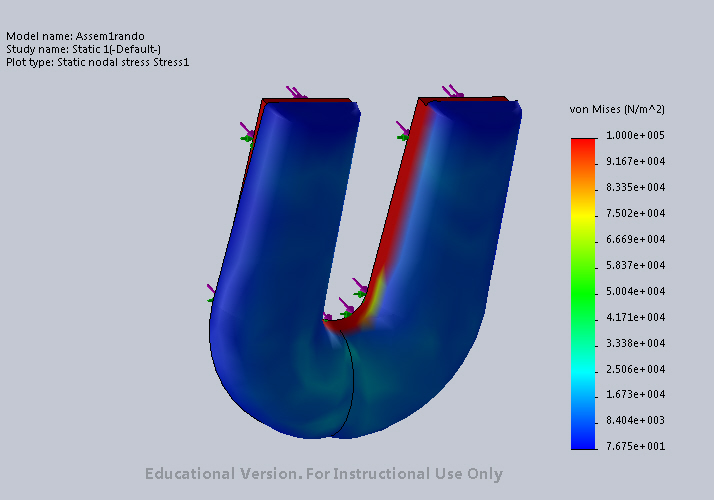 Model name: Assem1rando
Study name: Static 1(-Default-)
Plot type: Static nodal stress Stress1
von Mises (N/m^2)
1.000e+005
9.167e+004
8.335e+004
7.502e+004
6.669e+004
5.837e+004
5.004e+004
4.171e+004
3.338e+004
2.506e+004
1.673e+004
8.404e+003
7.675e+001
Educational Version. For Instructional Use Only